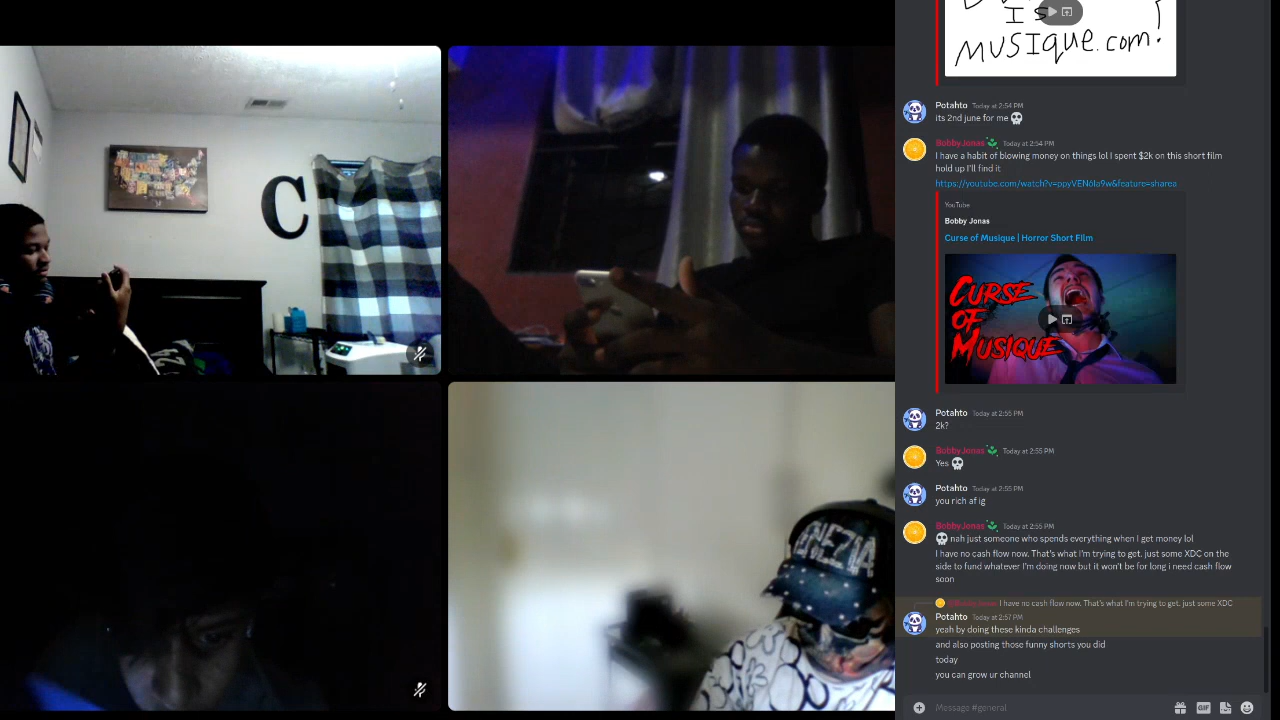 IS
MUSIQUE.com?
Potahto Today at 2:54 PM
its 2nd june for me
BobbyJonas Today at 2:54 PM
I have a habit of blowing money on things lol I spent $2k on this short film
hold up I'll find it
https://youtube.com/watch?v=ppyVEN6Ia9w&feature=sharea
YouTube
Bobby Jonas
Curse of Musique | Horror Short Film
CURSE
OF
MUSIQUE
Potahto Today at 2:55 PM
2k?
BobbyJonas Today at 2:55 PM
Yes
Potahto Today at 2:55 PM
you rich af ig
BobbyJonas Today at 2:55 PM
nah just someone who spends everything when I get money lol
I have no cash flow now. That's what I'm trying to get. just some XDC on the
side to fund whatever I'm doing now but it won't be for long i need cash flow
soon
I have no cash flow now. That's what I'm trying to get. just some XDC
Potahto Today at 2:57 PM
yeah by doing these kinda challenges
and also posting those funny shorts you did
today
you can grow ur channel
Message #general
GIF
C